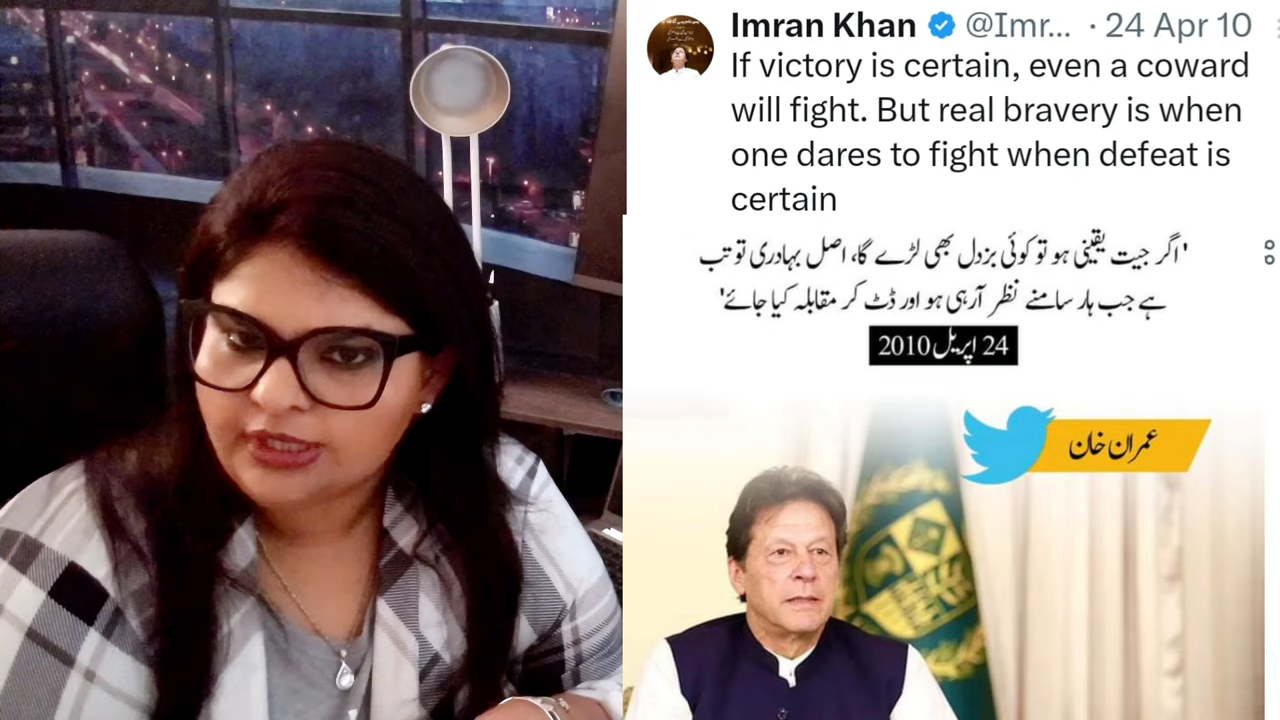 Imran Khan @Imr... · 24 Apr 10
If victory is certain, even a coward
will fight. But real bravery is when
one dares to fight when defeat is
certain
'اگر جیت یقینی ہو تو کوئی بزدل بھی لڑے گا، اصل بہادری تو تب
ہے جب ہار سامنے نظر آرہی ہو اور ڈٹ کر مقابلہ کیا جائے'
24 اپریل 2010
عمران خان